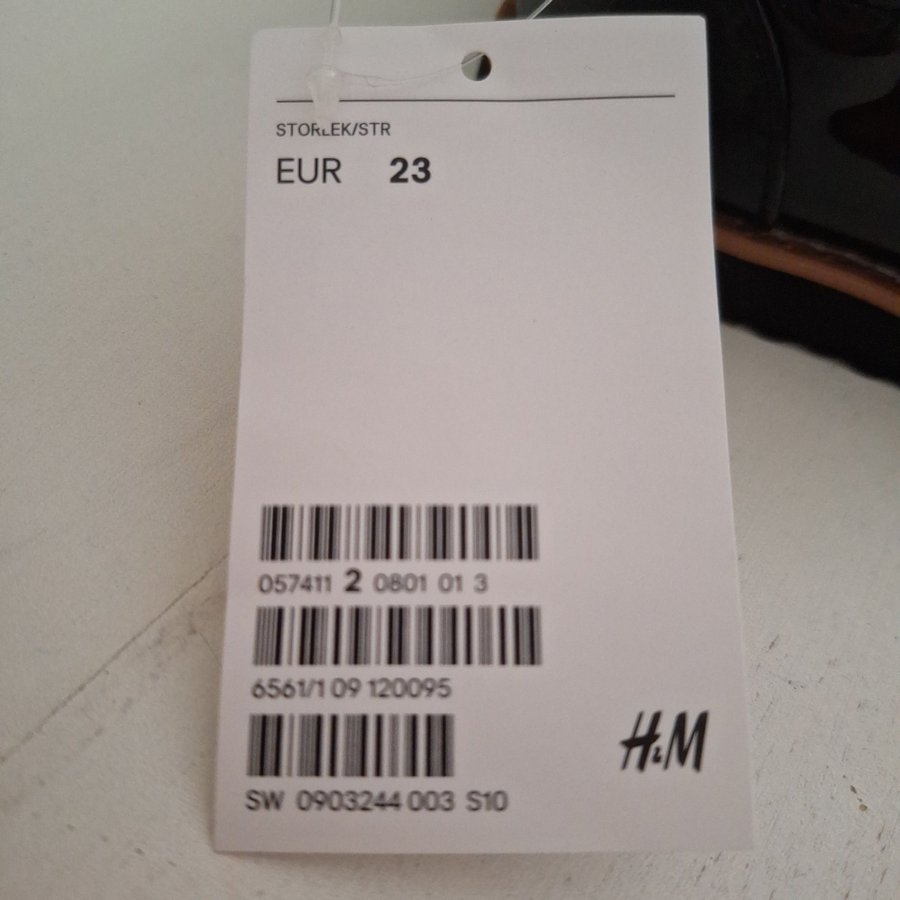 STORLEK/STR
EUR 23
057411 2 0801 01 3
6561/1 09 120095
H&M
SW 0903244 003 S10